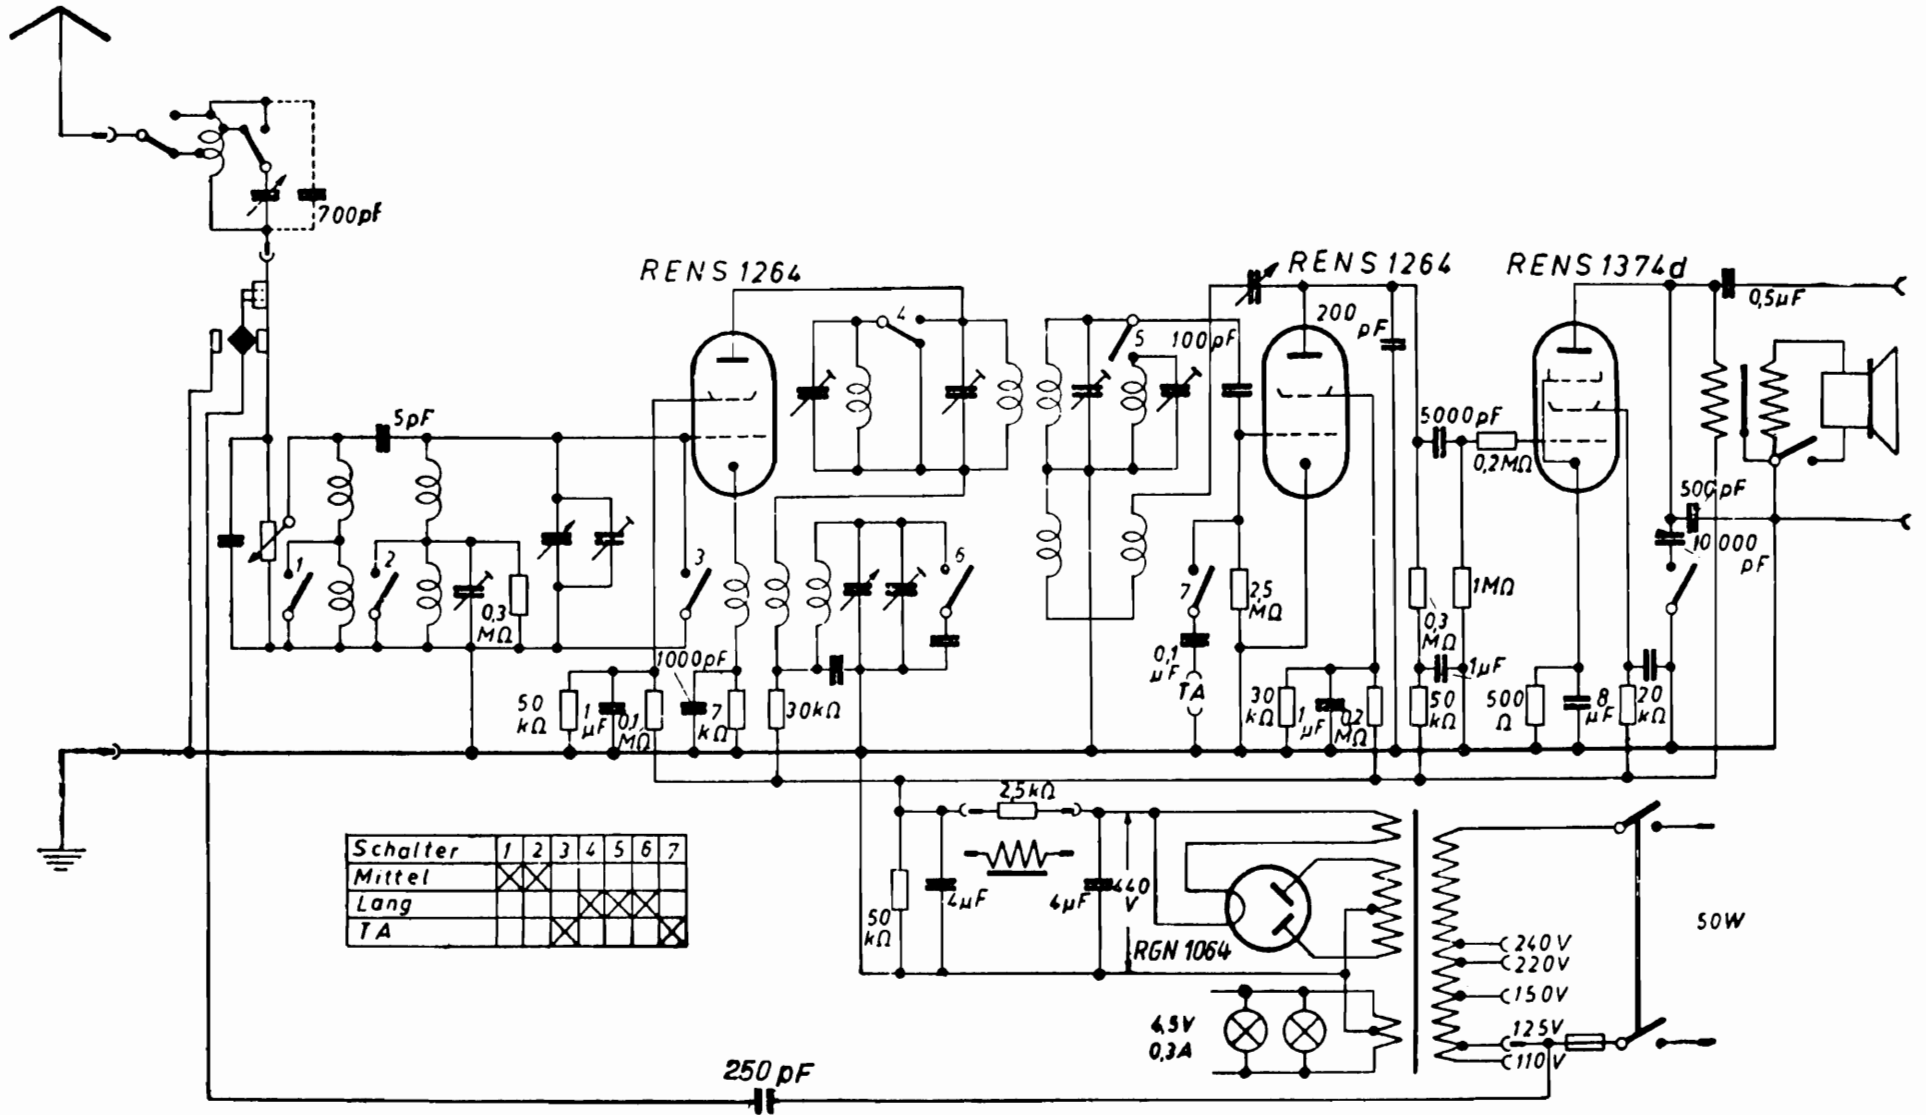 700pF
RENS 1264
RENS 1264
RENS 1374d
0,5µF
200
pF
4
5
100pF
5pF
5000pF
0,2MΩ
500pF
10 000
pF
1
2
3
6
7
0,3
MΩ
2,5
MΩ
0,3
MΩ
1MΩ
1000pF
0,1
µF
TA
1µF
50
kΩ
1
µF
0,1
MΩ
7
kΩ
30kΩ
30
kΩ
1
µF
0,2
MΩ
50
kΩ
500
Ω
8
µF
20
kΩ
2,5kΩ
Schalter 1 2 3 4 5 6 7
Mittel
Lang
TA
50
kΩ
4µF
4µF
440
V
RGN 1064
50W
240V
220V
150V
125V
110V
4,5V
0,3A
250pF